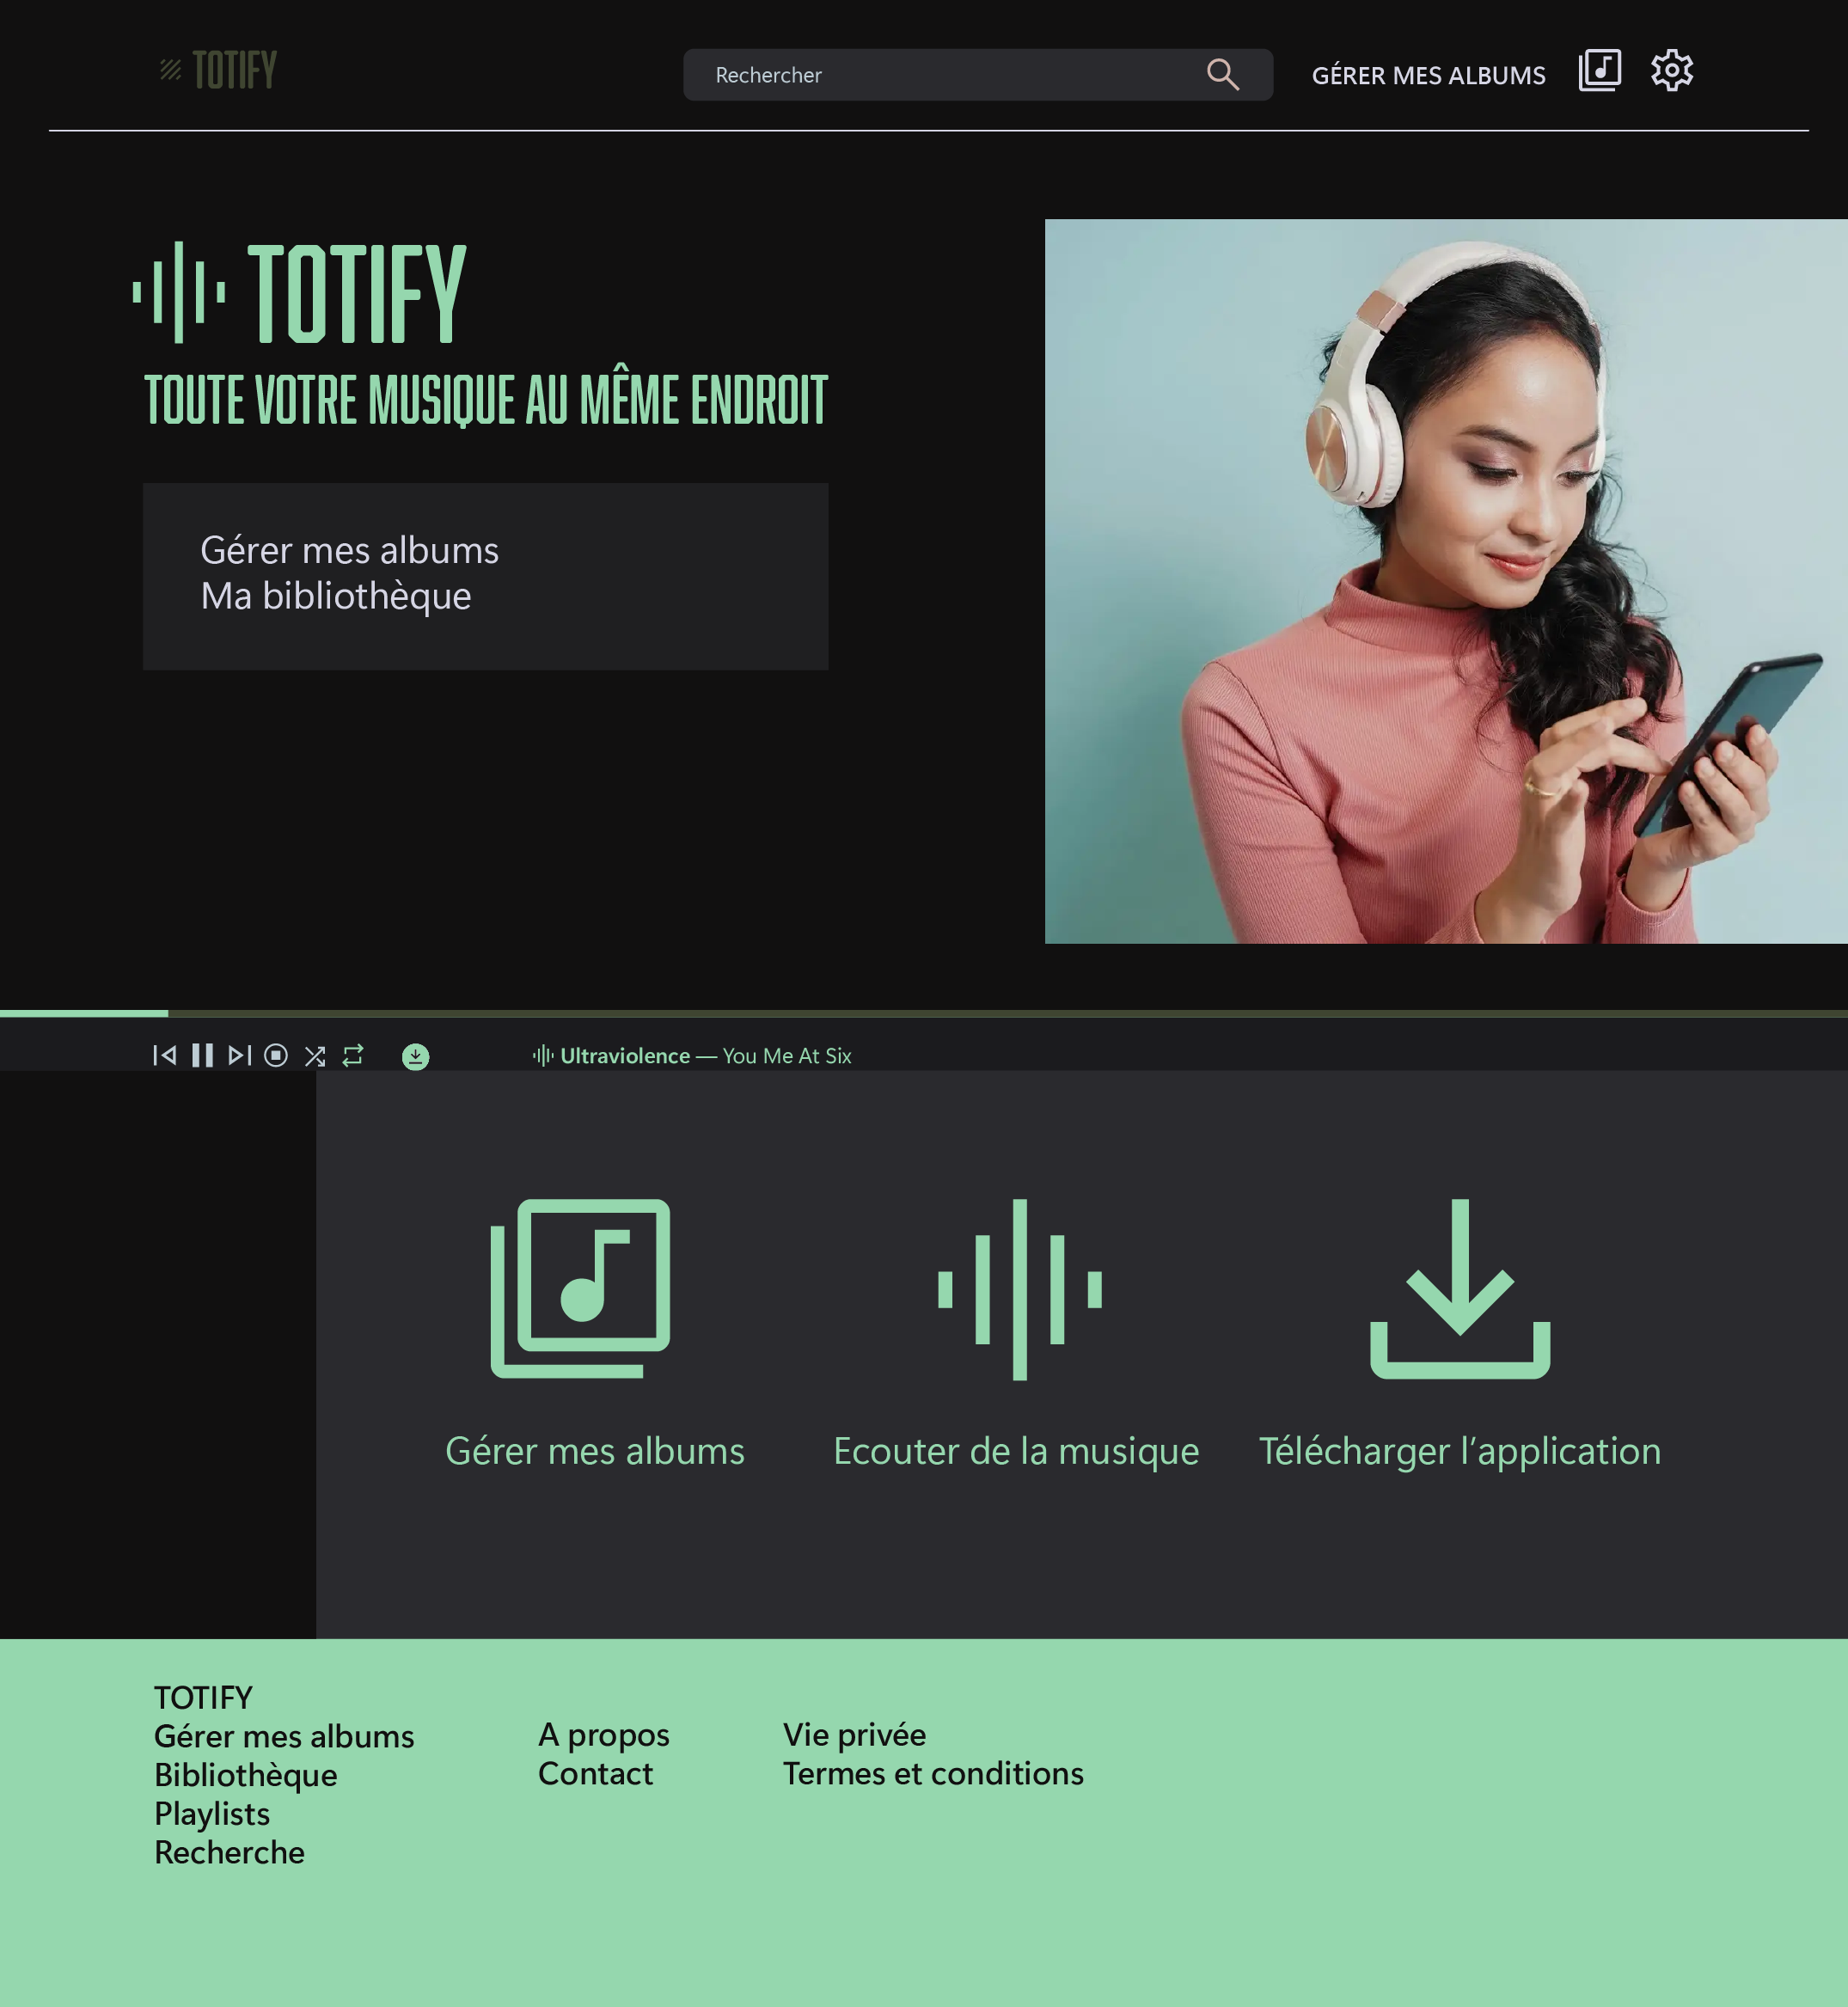 TOTIFY
Rechercher
GÉRER MES ALBUMS
TOTIFY
TOUTE VOTRE MUSIQUE AU MÊME ENDROIT
Gérer mes albums
Ma bibliothèque
Ultraviolence — You Me At Six
Gérer mes albums
Ecouter de la musique
Télécharger l’application
TOTIFY
Gérer mes albums
Bibliothèque
Playlists
Recherche
A propos
Contact
Vie privée
Termes et conditions